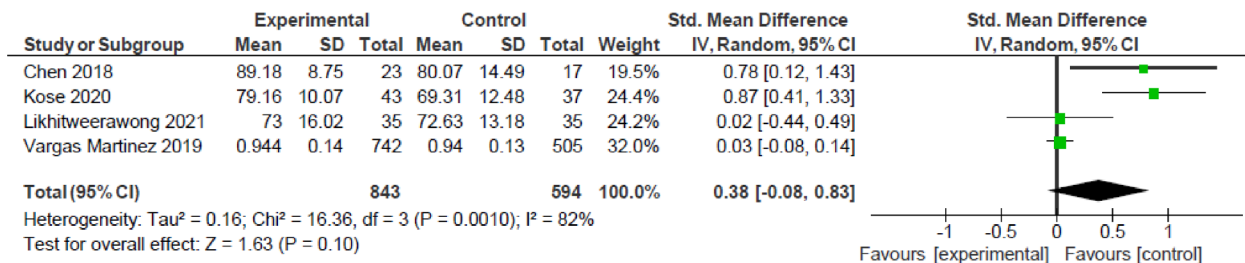 Experimental Control Std. Mean Difference Std. Mean Difference
Study or Subgroup Mean SD Total Mean SD Total Weight IV, Random, 95% CI IV, Random, 95% CI
Chen 2018 89.18 8.75 23 80.07 14.49 17 19.5% 0.78 [0.12, 1.43]
Kose 2020 79.16 10.07 43 69.31 12.48 37 24.4% 0.87 [0.41, 1.33]
Likhitweerawong 2021 73 16.02 35 72.63 13.18 35 24.2% 0.02 [-0.44, 0.49]
Vargas Martinez 2019 0.944 0.14 742 0.94 0.13 505 32.0% 0.03 [-0.08, 0.14]
Total (95% CI) 843 594 100.0% 0.38 [-0.08, 0.83]
Heterogeneity: Tau² = 0.16; Chi² = 16.36, df = 3 (P = 0.0010); I² = 82%
Test for overall effect: Z = 1.63 (P = 0.10)
-1 -0.5 0 0.5 1
Favours [experimental] Favours [control]